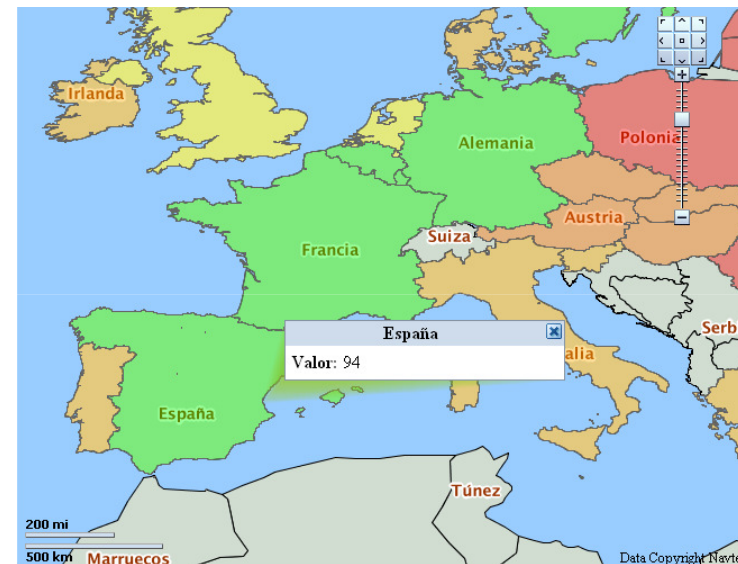 Irlanda
Alemania
Polonia
Austria
Suiza
Francia
España
Valor: 94
Serb
alia
España
Túnez
200 mi
500 km
Marruecos
Data Copyright Navte